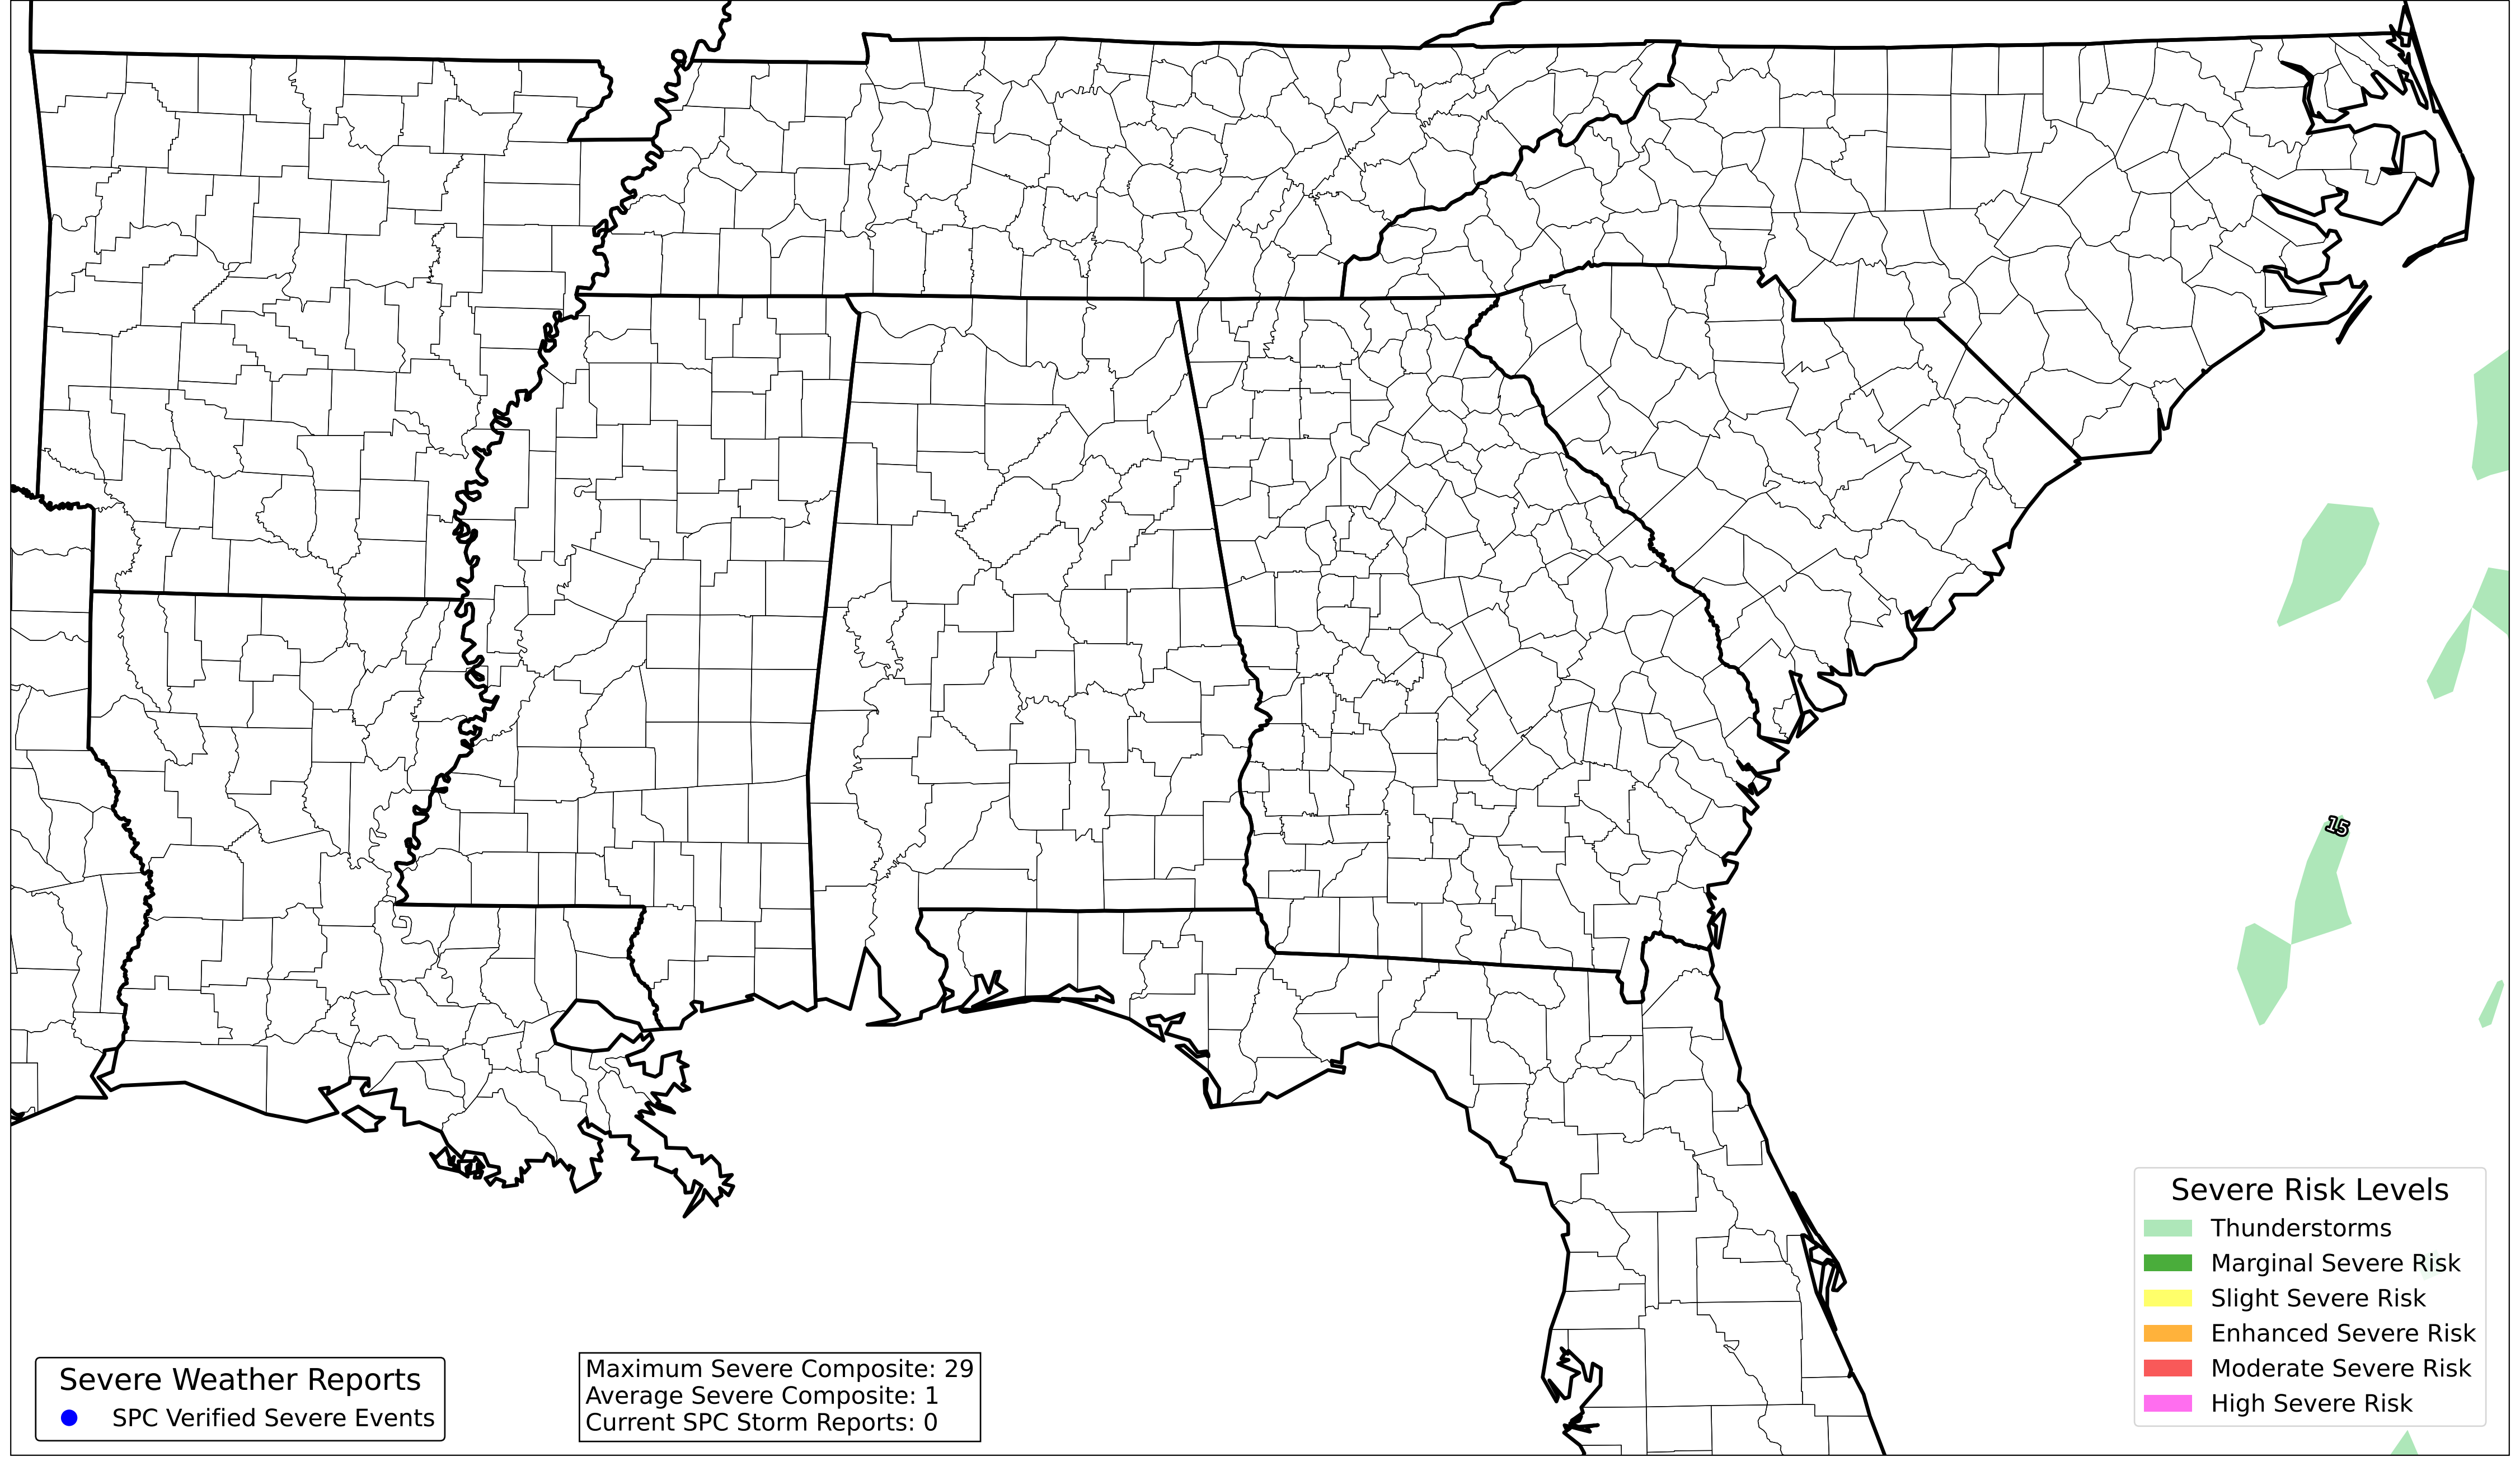 15
Severe Risk Levels
Thunderstorms
Marginal Severe Risk
Slight Severe Risk
Enhanced Severe Risk
Moderate Severe Risk
High Severe Risk
Severe Weather Reports
SPC Verified Severe Events
Maximum Severe Composite: 29
Average Severe Composite: 1
Current SPC Storm Reports: 0